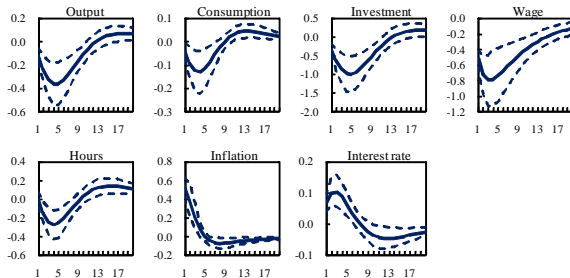 Output Consumption Investment Wage
0.2 0.2 0.5 0.0
0.0 0.1 0.0 -0.2
-0.2 0.0 -0.5 -0.4
-0.4 -0.1 -1.0 -0.6
-0.6 -0.2 -1.5 -0.8
-0.3 -2.0 -1.0
-1.2
1 5 9 13 17 1 5 9 13 17 1 5 9 13 17 1 5 9 13 17
Hours Inflation Interest rate
0.4 0.8 0.2
0.2 0.6 0.1
0.0 0.4 0.0
-0.2 0.2 -0.1
-0.4 0.0
-0.6 -0.2
1 5 9 13 17 1 5 9 13 17 1 5 9 13 17